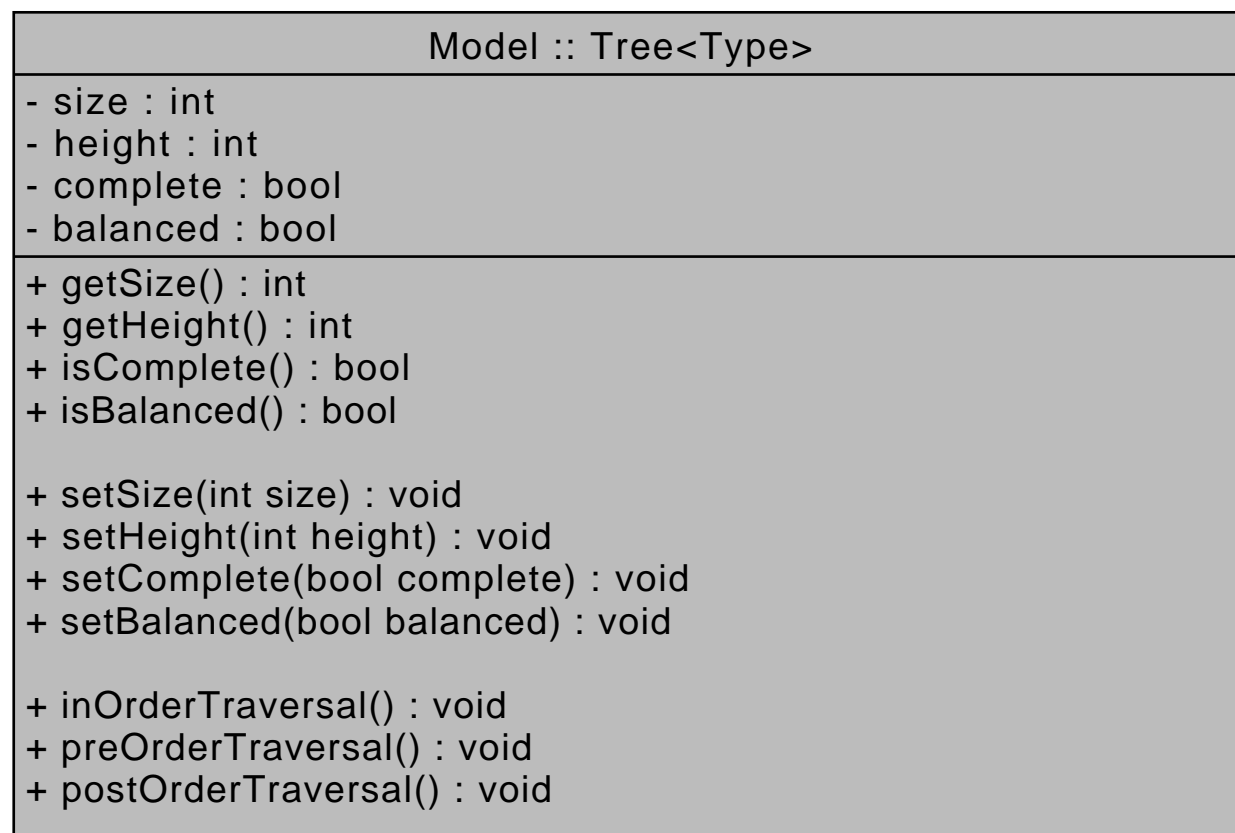 Model :: Tree<Type>
- size : int
- height : int
- complete : bool
- balanced : bool
+ getSize() : int
+ getHeight() : int
+ isComplete() : bool
+ isBalanced() : bool
+ setSize(int size) : void
+ setHeight(int height) : void
+ setComplete(bool complete) : void
+ setBalanced(bool balanced) : void
+ inOrderTraversal() : void
+ preOrderTraversal() : void
+ postOrderTraversal() : void